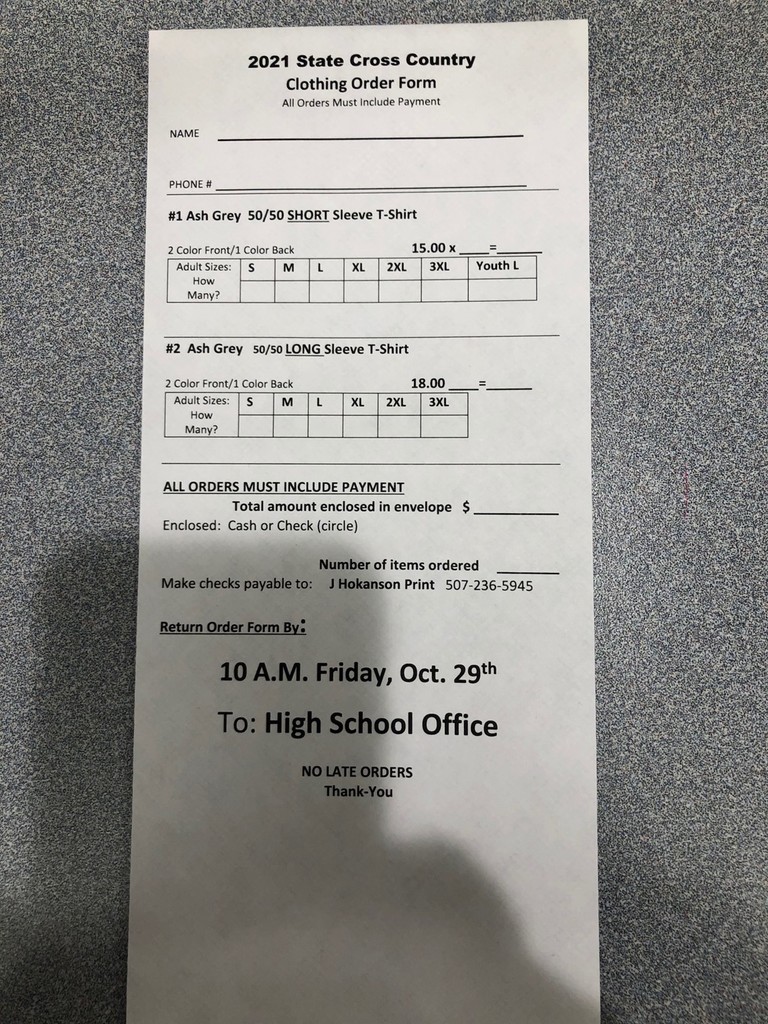 2021 State Cross Country
Clothing Order Form
All Orders Must Include Payment
NAME
PHONE #
#1 Ash Grey 50/50 SHORT Sleeve T-Shirt
2 Color Front/1 Color Back 15.00 x ____=______
Adult Sizes: S M L XL 2XL 3XL Youth L
How
Many?
#2 Ash Grey 50/50 LONG Sleeve T-Shirt
2 Color Front/1 Color Back 18.00 ____=______
Adult Sizes: S M L XL 2XL 3XL
How
Many?
ALL ORDERS MUST INCLUDE PAYMENT
Total amount enclosed in envelope $ __________
Enclosed: Cash or Check (circle)
Number of items ordered ________
Make checks payable to: J Hokanson Print 507-236-5945
Return Order Form By:
10 A.M. Friday, Oct. 29th
To: High School Office
NO LATE ORDERS
Thank-You